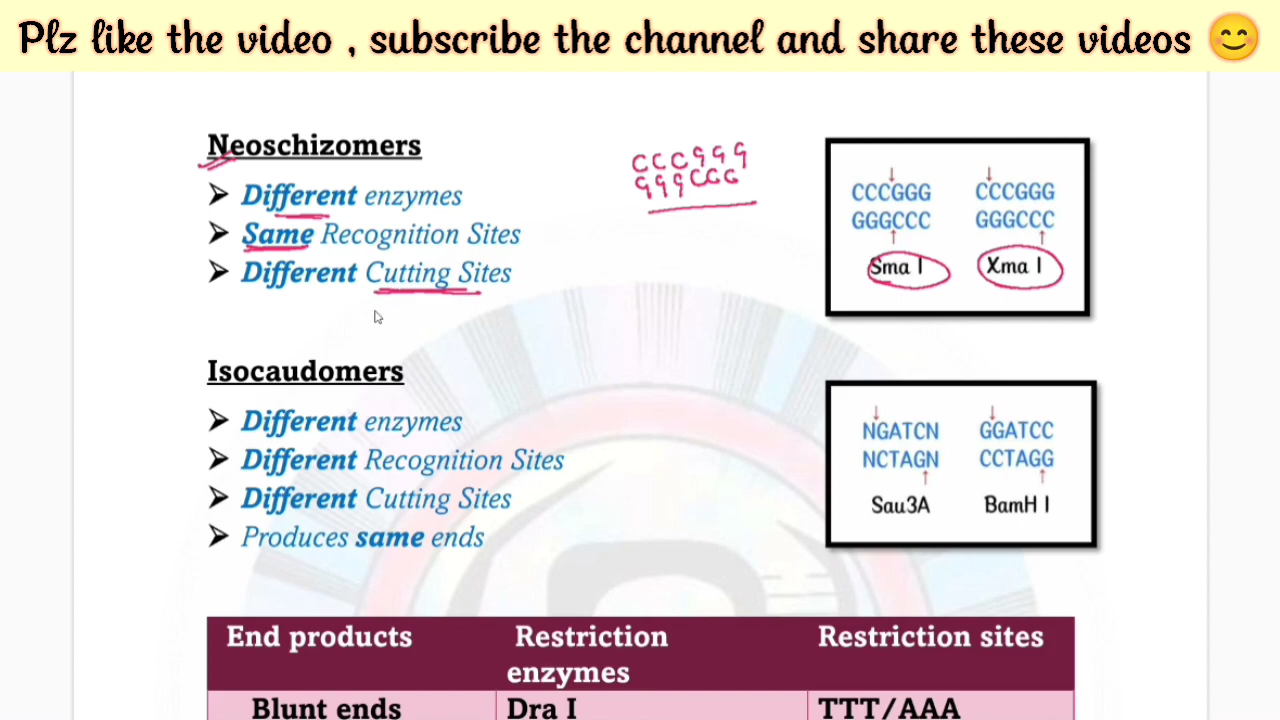 Plz like the video , subscribe the channel and share these videos 😊
Neoschizomers
➤ Different enzymes
➤ Same Recognition Sites
➤ Different Cutting Sites
CCCGGG
GGGCCC
CCCGGG CCCGGG
GGGCCC GGGCCC
Sma I Xma I
Isocaudomers
➤ Different enzymes
➤ Different Recognition Sites
➤ Different Cutting Sites
➤ Produces same ends
NGATCN GGATCC
NCTAGN CCTAGG
Sau3A BamH I
End products Restriction enzymes Restriction sites
Blunt ends Dra I TTT/AAA